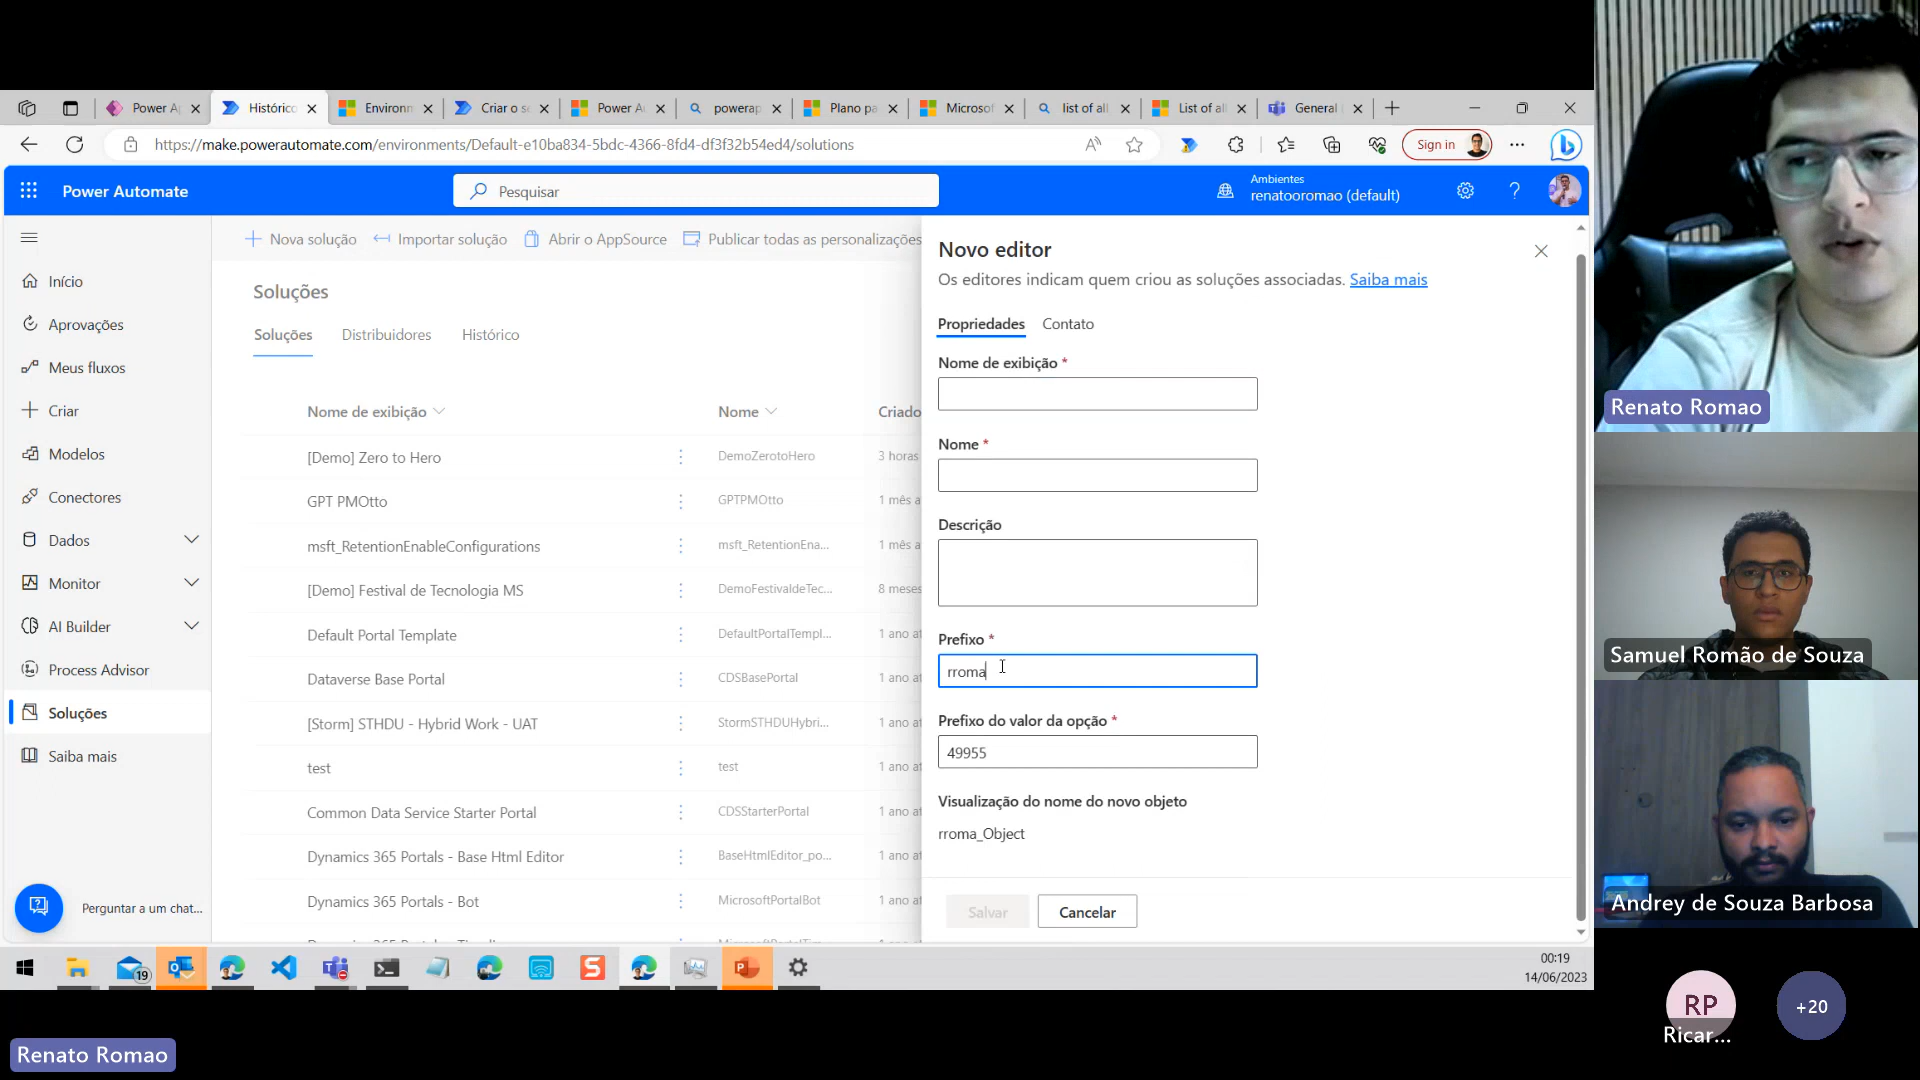 Power A
Histórico
Environm
Criar o s
Power A
powerap
Plano pa
Microsof
list of all
List of all
General
https://make.powerautomate.com/environments/Default-e10ba834-5bdc-4366-8fd4-df3f32b54ed4/solutions
Sign in
Power Automate
Pesquisar
Ambientes
renatooromao (default)
Nova solução
Importar solução
Abrir o AppSource
Publicar todas as personalizações
Início
Aprovações
Meus fluxos
Criar
Modelos
Conectores
Dados
Monitor
AI Builder
Process Advisor
Soluções
Saiba mais
Perguntar a um chat...
Soluções
Soluções Distribuidores Histórico
Nome de exibição Nome Criado
[Demo] Zero to Hero DemoZerotoHero 3 horas
GPT PMOtto GPTPMOtto 1 mês a
msft_RetentionEnableConfigurations msft_RetentionEna... 1 mês a
[Demo] Festival de Tecnologia MS DemoFestivaldeTec... 8 meses
Default Portal Template DefaultPortalTempl... 1 ano at
Dataverse Base Portal CDSBasePortal 1 ano at
[Storm] STHDU - Hybrid Work - UAT StormSTHDUHybri... 1 ano at
test test 1 ano at
Common Data Service Starter Portal CDSStarterPortal 1 ano at
Dynamics 365 Portals - Base Html Editor BaseHtmlEditor_po... 1 ano at
Dynamics 365 Portals - Bot MicrosoftPortalBot 1 ano at
Novo editor
Os editores indicam quem criou as soluções associadas. Saiba mais
Propriedades Contato
Nome de exibição *
Nome *
Descrição
Prefixo *
rroma
Prefixo do valor da opção *
49955
Visualização do nome do novo objeto
rroma_Object
Salvar
Cancelar
19
00:19
14/06/2023
Renato Romao
Samuel Romão de Souza
Andrey de Souza Barbosa
RP
Ricar...
+20
Renato Romao